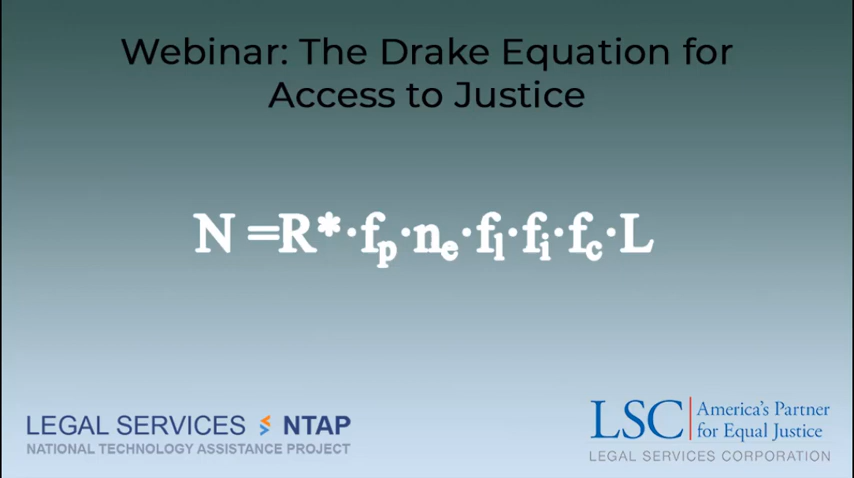 Webinar: The Drake Equation for
Access to Justice
N =R*·fp·ne·fl·fi·fc·L
LEGAL SERVICES NTAP
NATIONAL TECHNOLOGY ASSISTANCE PROJECT
LSC America's Partner
for Equal Justice
LEGAL SERVICES CORPORATION